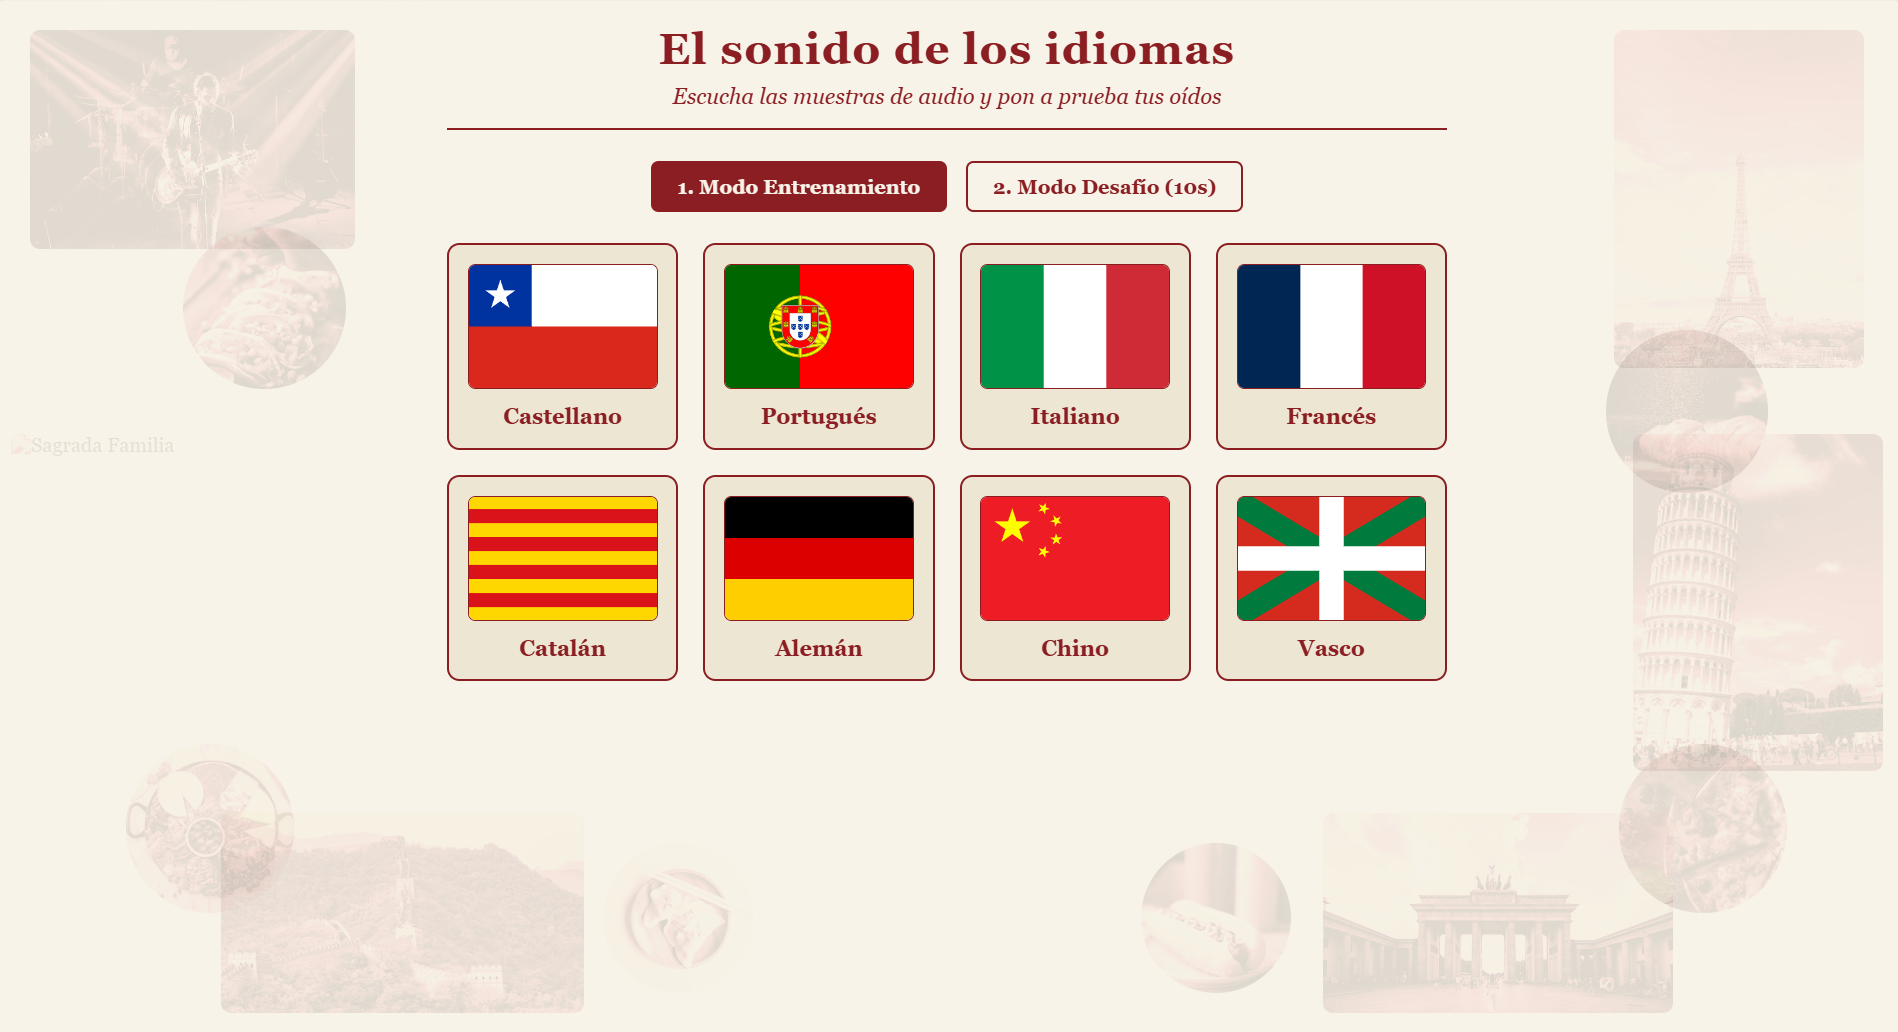 El sonido de los idiomas
Escucha las muestras de audio y pon a prueba tus oídos
1. Modo Entrenamiento
2. Modo Desafío (10s)
Castellano
Portugués
Italiano
Francés
Sagrada Familia
Catalán
Alemán
Chino
Vasco